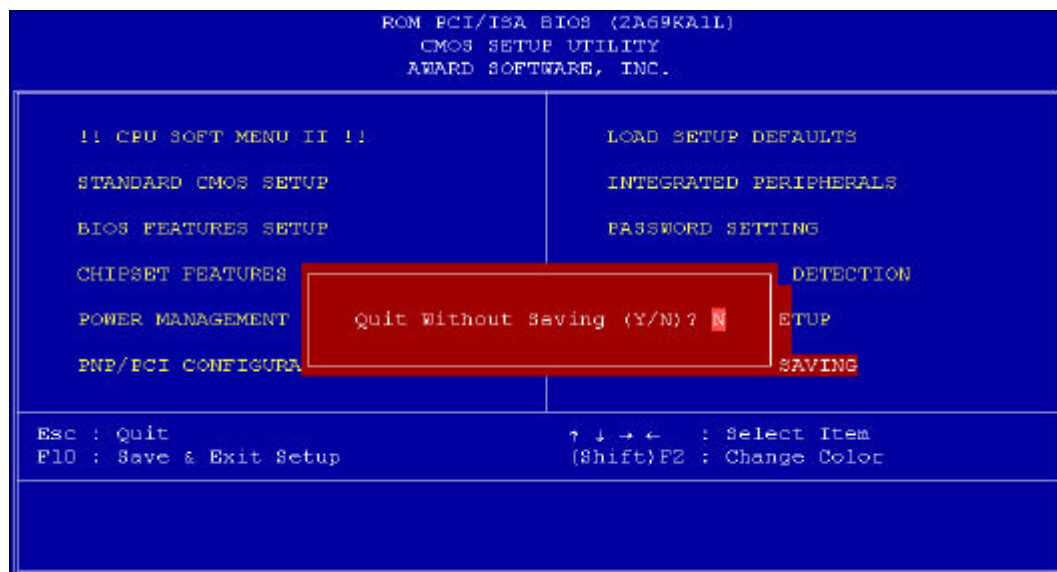 ROM PCI/ISA BIOS (2A69KA1L)
CMOS SETUP UTILITY
AWARD SOFTWARE, INC.
!! CPU SOFT MENU II !!
STANDARD CMOS SETUP
BIOS FEATURES SETUP
CHIPSET FEATURES
POWER MANAGEMENT
PNP/PCI CONFIGURA
LOAD SETUP DEFAULTS
INTEGRATED PERIPHERALS
PASSWORD SETTING
DETECTION
ETUP
SAVING
Quit Without Saving (Y/N)? N
Esc : Quit
F10 : Save & Exit Setup
↑ ↓ → ← : Select Item
(Shift)F2 : Change Color